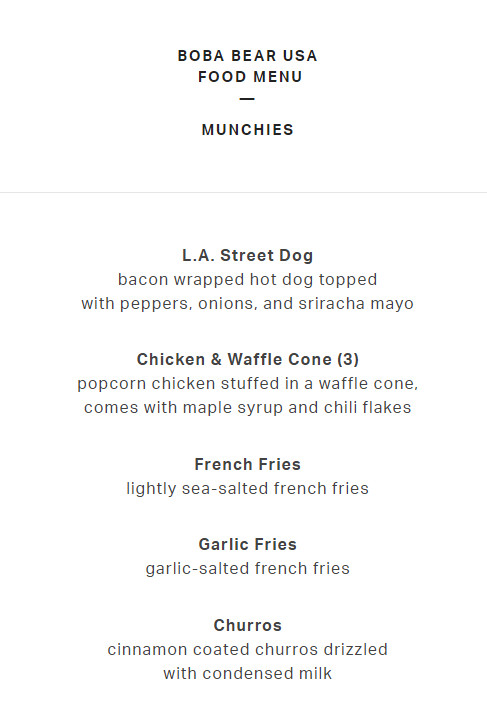 BOBA BEAR USA
FOOD MENU
—
MUNCHIES
L.A. Street Dog
bacon wrapped hot dog topped
with peppers, onions, and sriracha mayo
Chicken & Waffle Cone (3)
popcorn chicken stuffed in a waffle cone,
comes with maple syrup and chili flakes
French Fries
lightly sea-salted french fries
Garlic Fries
garlic-salted french fries
Churros
cinnamon coated churros drizzled
with condensed milk